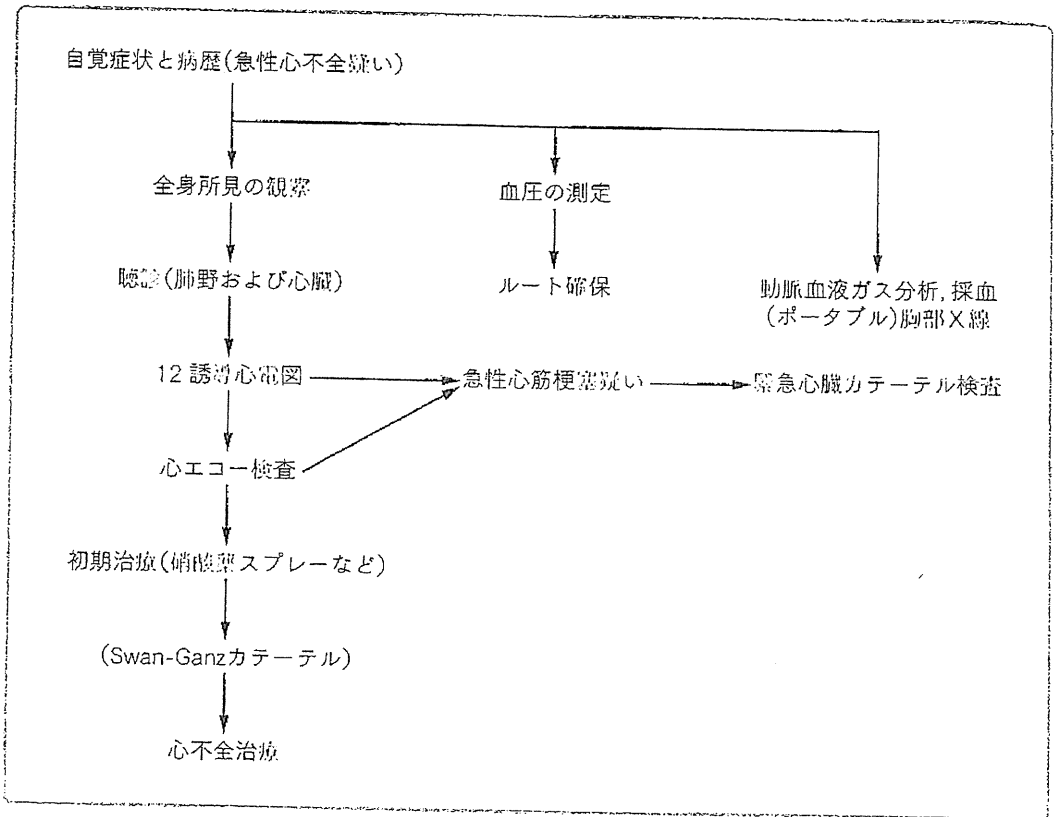 自覚症状と病歴(急性心不全疑い)
全身所見の観察
血圧の測定
聴診(肺野および心臓)
ルート確保
動脈血液ガス分析, 採血
(ポータブル)胸部X線
12誘導心電図
急性心筋梗塞疑い
緊急心臓カテーテル検査
心エコー検査
初期治療(硝酸薬スプレーなど)
(Swan-Ganzカテーテル)
心不全治療